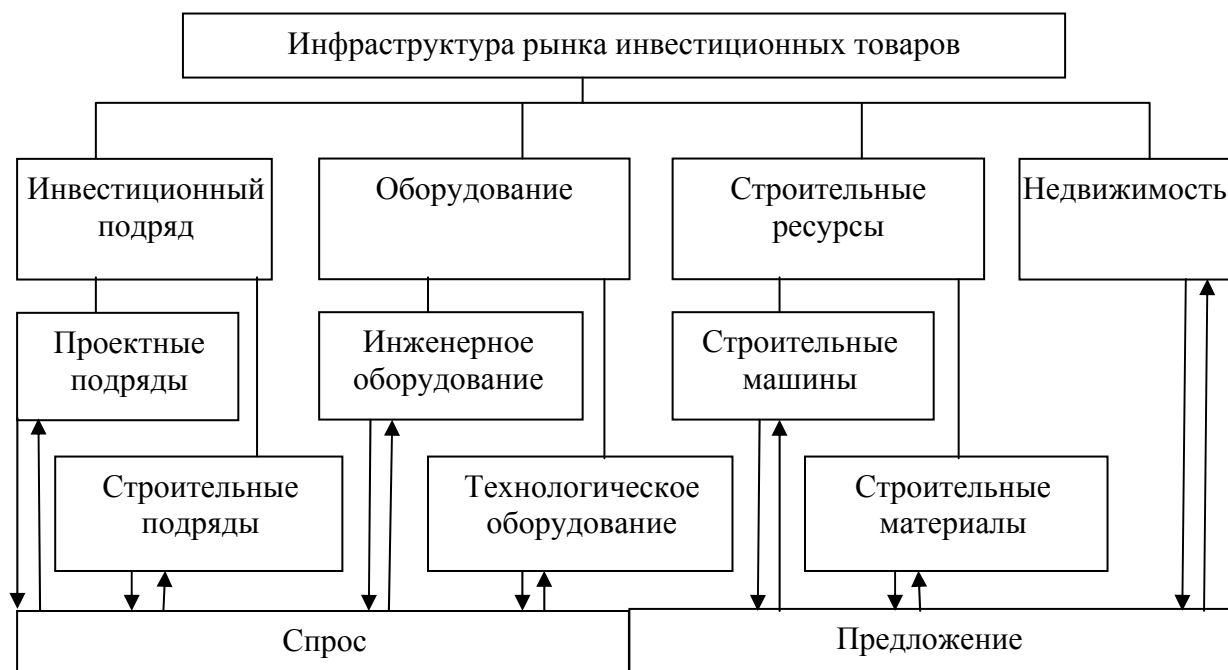 Инфраструктура рынка инвестиционных товаров
Инвестиционный
подряд
Оборудование
Строительные
ресурсы
Недвижимость
Проектные
подряды
Инженерное
оборудование
Строительные
машины
Строительные
подряды
Технологическое
оборудование
Строительные
материалы
Спрос
Предложение